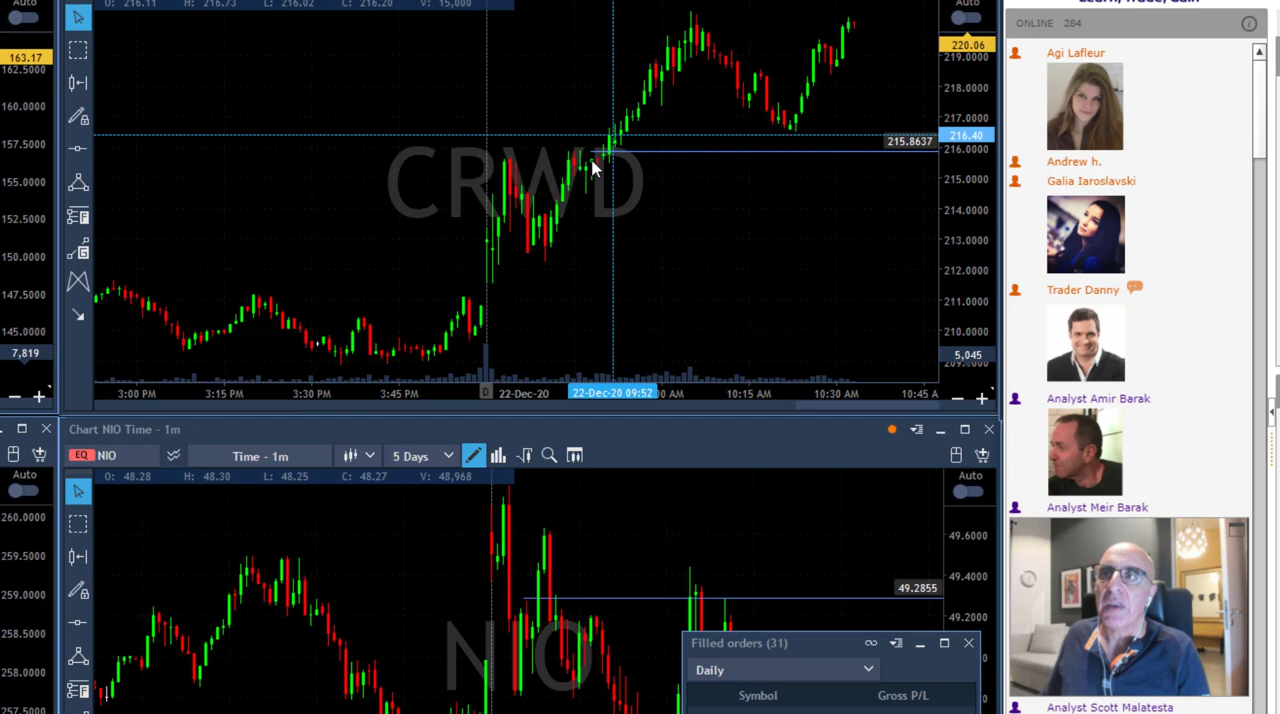 Auto
163.17
162.5000
160.0000
157.5000
155.0000
152.5000
150.0000
147.5000
145.0000
7,819
O: 216.11 H: 216.73 L: 216.02 C: 216.20 V: 15,000
CRWD
215.8637
Auto
220.06
219.0000
218.0000
217.0000
216.40
216.0000
215.0000
214.0000
213.0000
212.0000
211.0000
210.0000
5,045
3:00 PM 3:15 PM 3:30 PM 3:45 PM D 22-Dec-20 22-Dec-20 09:52 10:15 AM 10:30 AM 10:45 A
Chart NIO Time - 1m
EQ NIO Time - 1m 5 Days
Auto
260.0000
259.5000
259.0000
258.5000
258.0000
257.5000
O: 48.28 H: 48.30 L: 48.25 C: 48.27 V: 48,968
NIO
49.2855
Auto
49.6000
49.4000
49.2000
Filled orders (31)
Daily
Symbol Gross P/L
Learn, Trade, Gain
ONLINE 284
Agi Lafleur
Andrew h.
Galia Iaroslavski
Trader Danny
Analyst Amir Barak
Analyst Meir Barak
Analyst Scott Malatesta